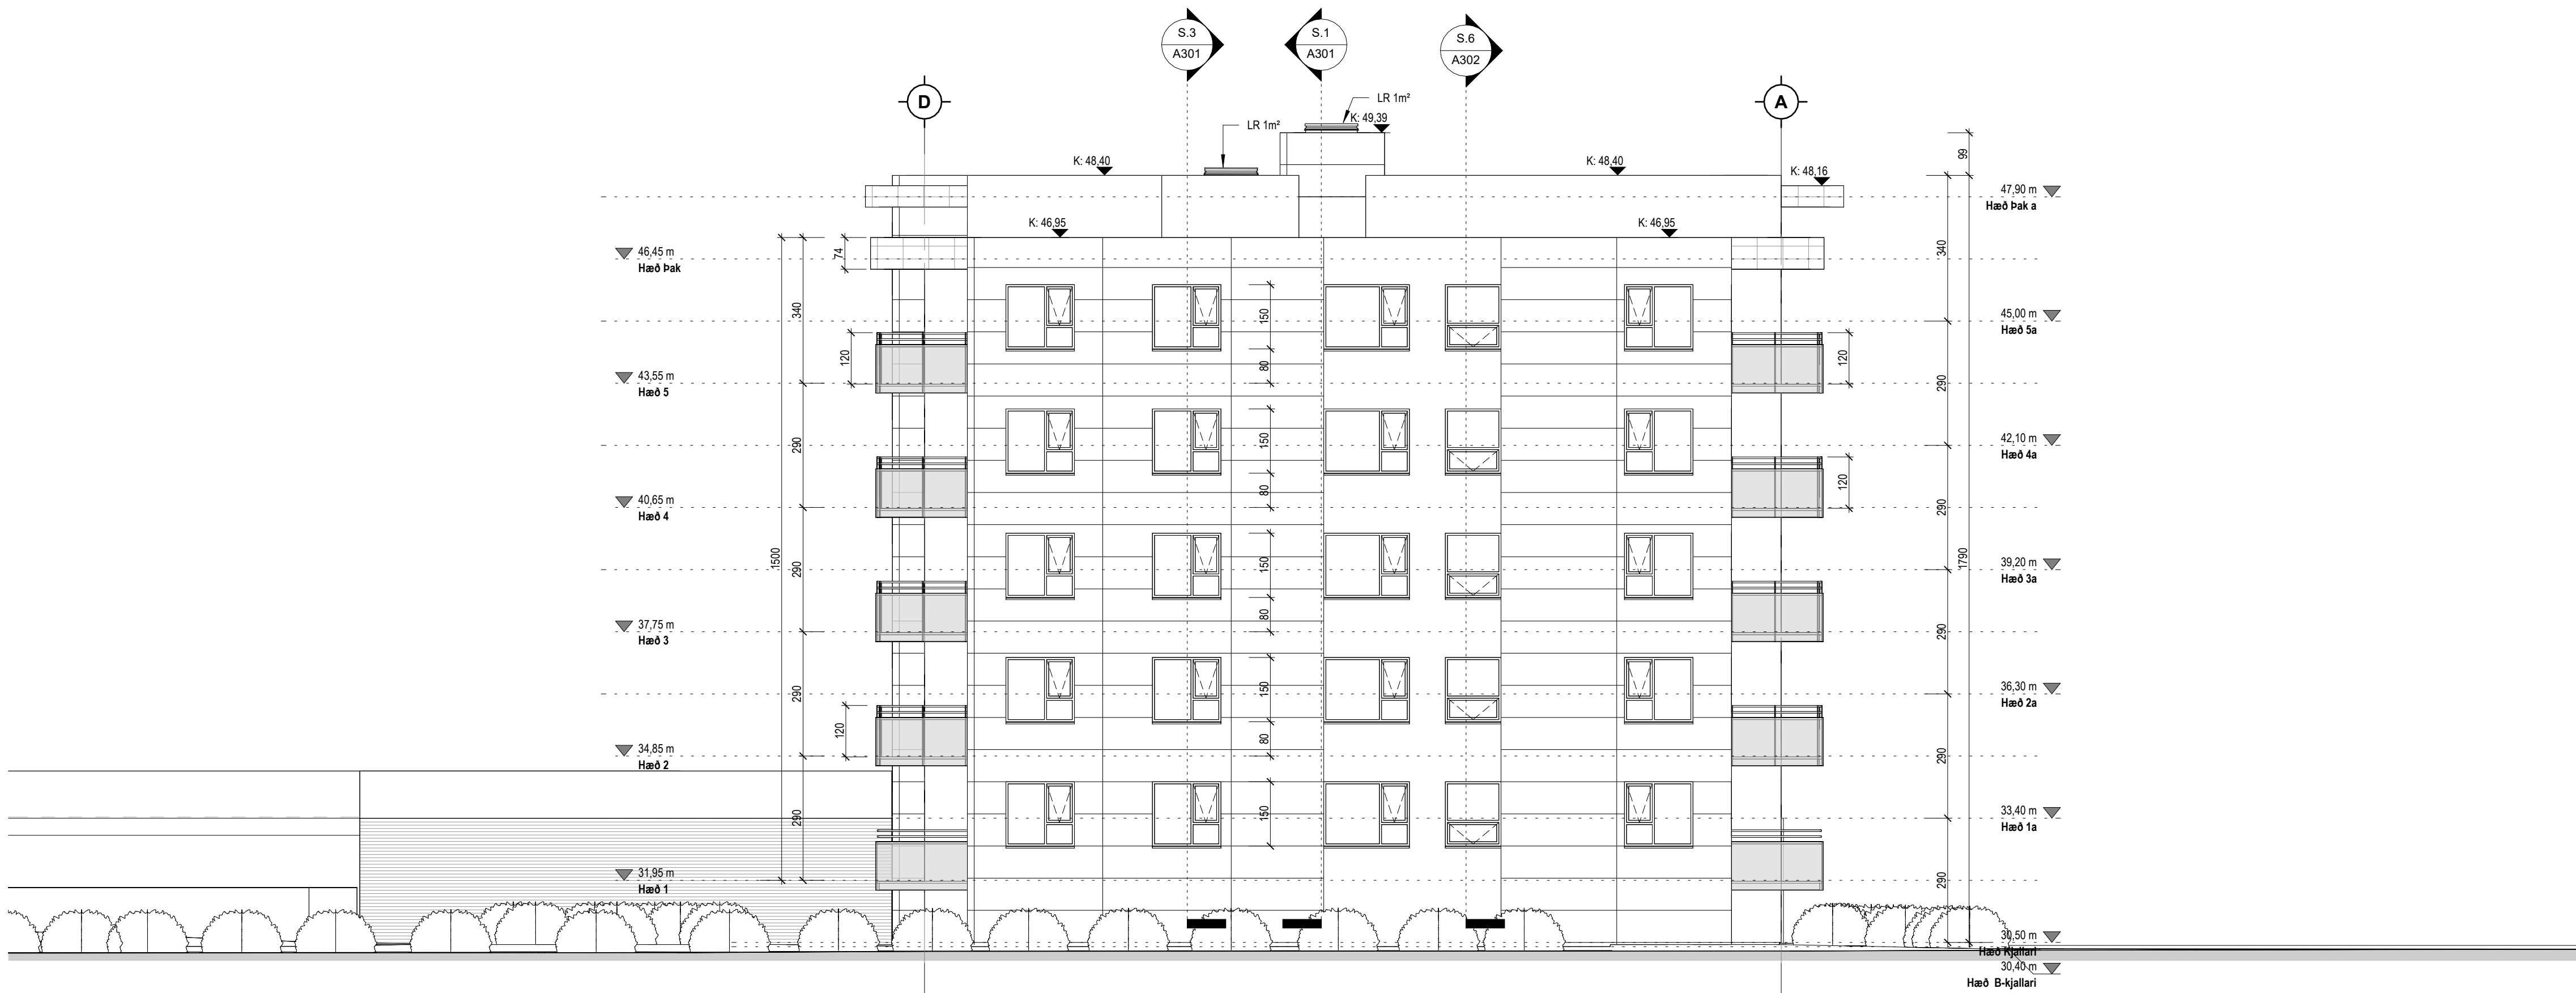 S.3
A301
S.1
A301
S.6
A302
D
A
LR 1m²
LR 1m²
K: 49,39
K: 48,40
K: 48,40
K: 48,16
K: 46,95
K: 46,95
99
47,90 m
Hæð Þak a
46,45 m
Hæð Þak
74
340
340
45,00 m
Hæð 5a
150
80
120
120
43,55 m
Hæð 5
290
42,10 m
Hæð 4a
290
150
80
120
40,65 m
Hæð 4
290
1500
1790
39,20 m
Hæð 3a
290
150
80
37,75 m
Hæð 3
290
36,30 m
Hæð 2a
290
150
80
120
34,85 m
Hæð 2
290
33,40 m
Hæð 1a
290
150
31,95 m
Hæð 1
290
30,50 m
Hæð Kjallari
30,40 m
Hæð B-kjallari